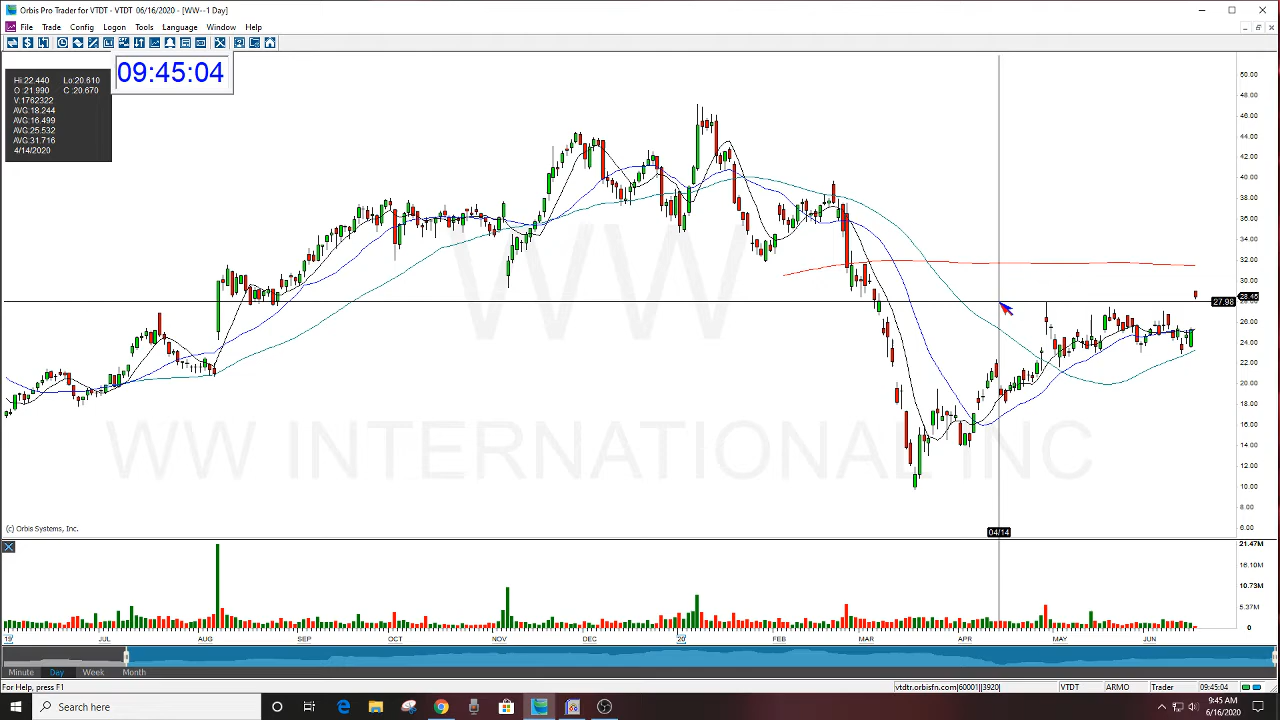 Orbis Pro Trader for VTDT - VTDT 06/16/2020 - [WW--1 Day]
File Trade Config Logon Tools Language Window Help
09:45:04
Hi:22.440 Lo:20.610
O :21.990 C :20.670
V:1762322
AVG:18.244
AVG:16.499
AVG:25.532
AVG:31.716
4/14/2020
50.00
48.00
46.00
44.00
42.00
40.00
38.00
36.00
34.00
32.00
30.00
28.45
27.98
26.00
24.00
22.00
20.00
18.00
16.00
14.00
12.00
10.00
8.00
6.00
WW
WW INTERNATIONAL INC
(c) Orbis Systems, Inc.
04/14
21.47M
16.10M
10.73M
5.37M
0
19 JUL AUG SEP OCT NOV DEC 20 FEB MAR APR MAY JUN
Minute Day Week Month
For Help, press F1 vtdtr.orbisfn.com|60001||3920| VTDT ARMO Trader 09:45:04
Search here
9:45 AM
6/16/2020